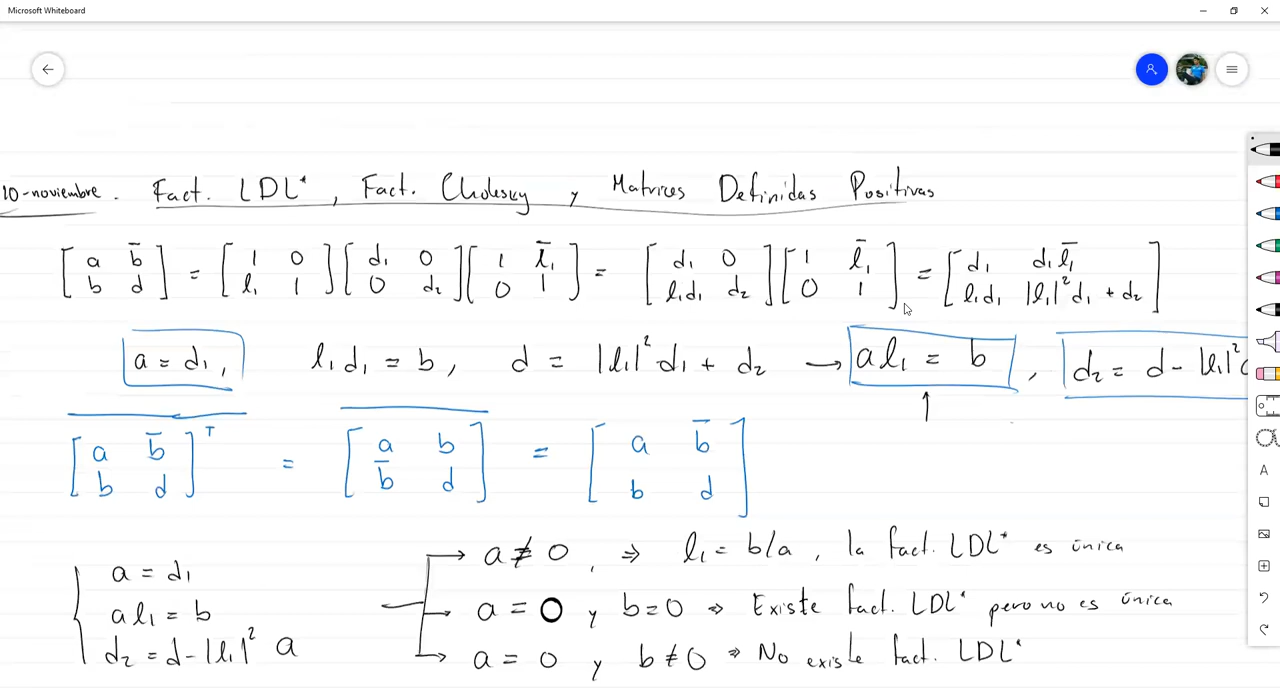 Microsoft Whiteboard
10-noviembre. Fact. LDL*, Fact. Cholesky y Matrices Definidas Positivas
[a b̄; b d] = [1 0; l₁ 1][d₁ 0; 0 d₂][1 l̄₁; 0 1] = [d₁ 0; l₁d₁ d₂][1 l̄₁; 0 1] = [d₁ d₁l̄₁; l₁d₁ |l₁|²d₁ + d₂]
a = d₁, l₁d₁ = b, d = |l₁|²d₁ + d₂ → al₁ = b, d₂ = d - |l₁|²
↑
[a b̄; b d]ᵀ = [a b; b̄ d] = [a b̄; b d]
a = d₁
al₁ = b
d₂ = d - |l₁|² a
→ a ≠ 0, ⇒ l₁ = b/a, la fact. LDL* es única
→ a = 0 y b = 0 ⇒ Existe fact. LDL* pero no es única
→ a = 0 y b ≠ 0 ⇒ No existe fact. LDL*
A